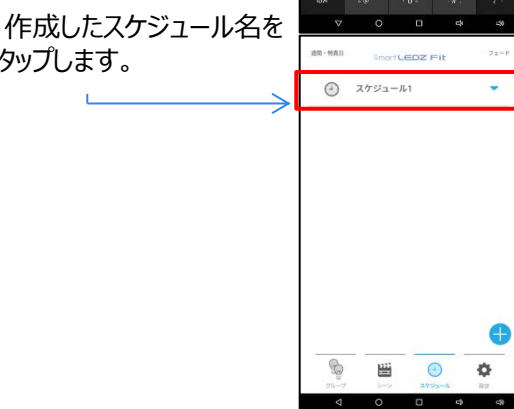 作成したスケジュール名を
タップします。
週間・特異日
Smart LEDZ Fit
フェード
スケジュール1
グループ
シーン
スケジュール
設定